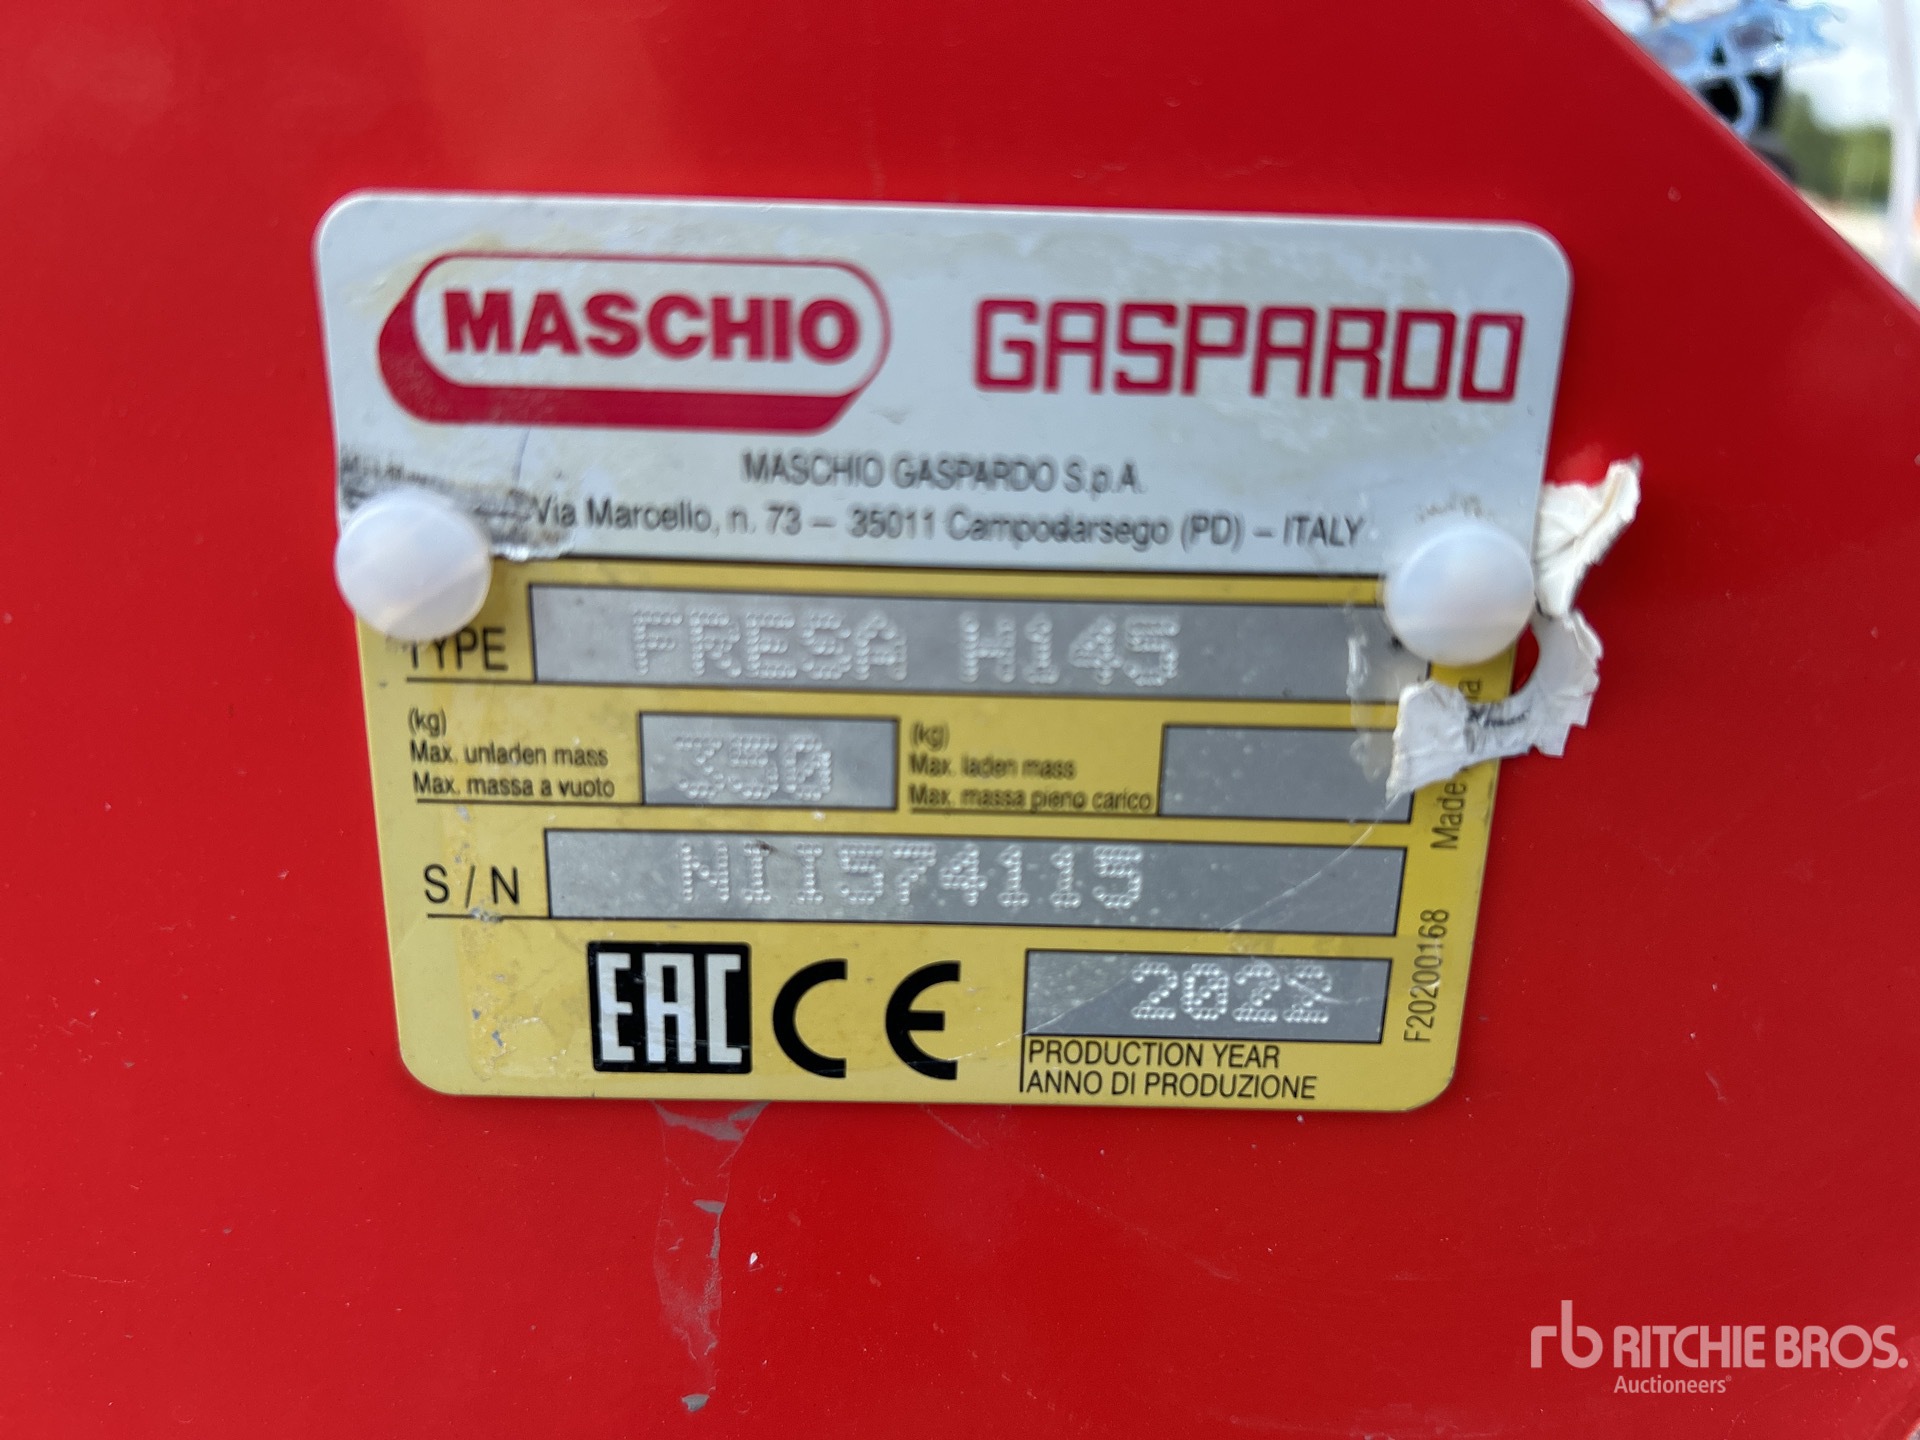 MASCHIO GASPARDO
MASCHIO GASPARDO S.p.A.
Via Marcello, n. 73 – 35011 Campodarsego (PD) – ITALY
TYPE FRESA H145
(kg)
Max. unladen mass
Max. massa a vuoto
350
(kg)
Max. laden mass
Max. massa pieno carico
S / N NII574115
EAC CE
2022
PRODUCTION YEAR
ANNO DI PRODUZIONE
F20200168 Made
rb RITCHIE BROS.
Auctioneers